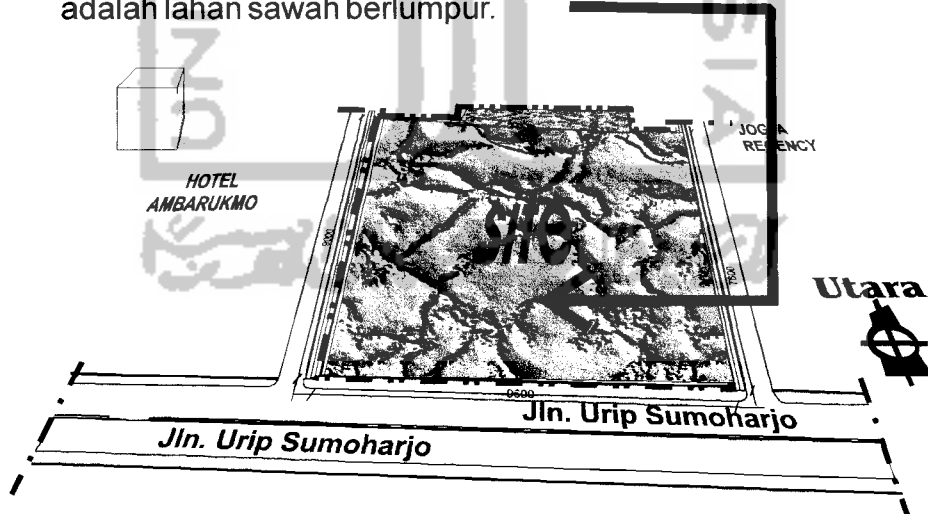 adalah lahan sawah berlumpur.
JOGJA
REGENCY
HOTEL
AMBARUKMO
SITE
Utara
Jln. Urip Sumoharjo
Jln. Urip Sumoharjo